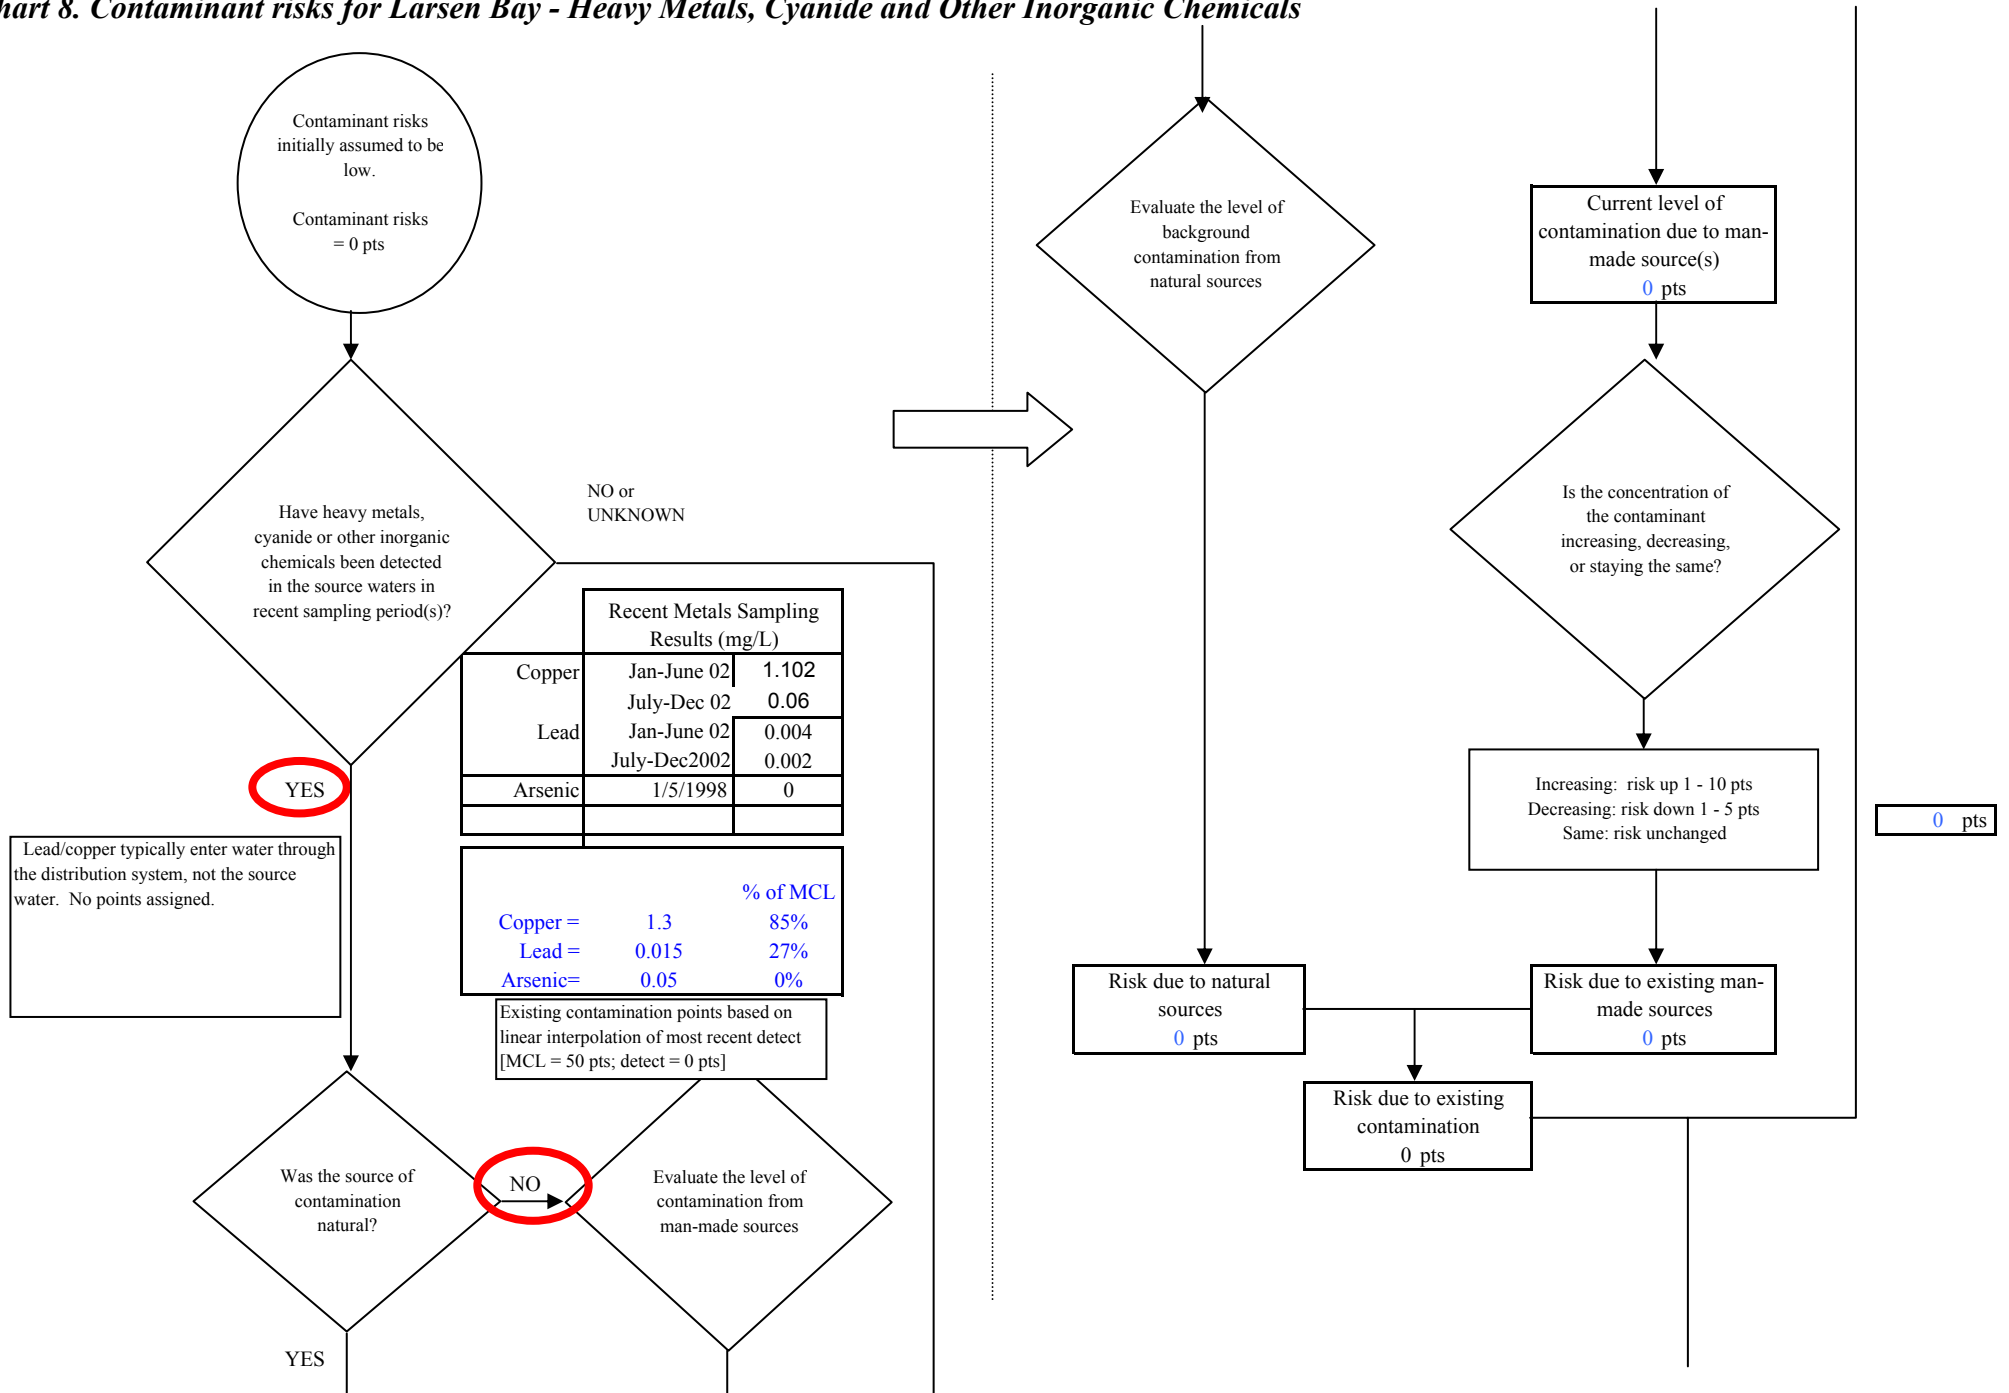 hart 8. Contaminant risks for Larsen Bay - Heavy Metals, Cyanide and Other Inorganic Chemicals
Contaminant risks
initially assumed to be
low.
Contaminant risks
= 0 pts
Have heavy metals,
cyanide or other inorganic
chemicals been detected
in the source waters in
recent sampling period(s)?
NO or
UNKNOWN
Recent Metals Sampling
Results (mg/L)
Copper Jan-June 02 1.102
July-Dec 02 0.06
Lead Jan-June 02 0.004
July-Dec2002 0.002
Arsenic 1/5/1998 0
YES
Lead/copper typically enter water through
the distribution system, not the source
water. No points assigned.
% of MCL
Copper = 1.3 85%
Lead = 0.015 27%
Arsenic= 0.05 0%
Existing contamination points based on
linear interpolation of most recent detect
[MCL = 50 pts; detect = 0 pts]
Was the source of
contamination
natural?
NO
Evaluate the level of
contamination from
man-made sources
YES
Evaluate the level of
background
contamination from
natural sources
Current level of
contamination due to man-
made source(s)
0 pts
Is the concentration of
the contaminant
increasing, decreasing,
or staying the same?
Increasing: risk up 1 - 10 pts
Decreasing: risk down 1 - 5 pts
Same: risk unchanged
0 pts
Risk due to natural
sources
0 pts
Risk due to existing man-
made sources
0 pts
Risk due to existing
contamination
0 pts